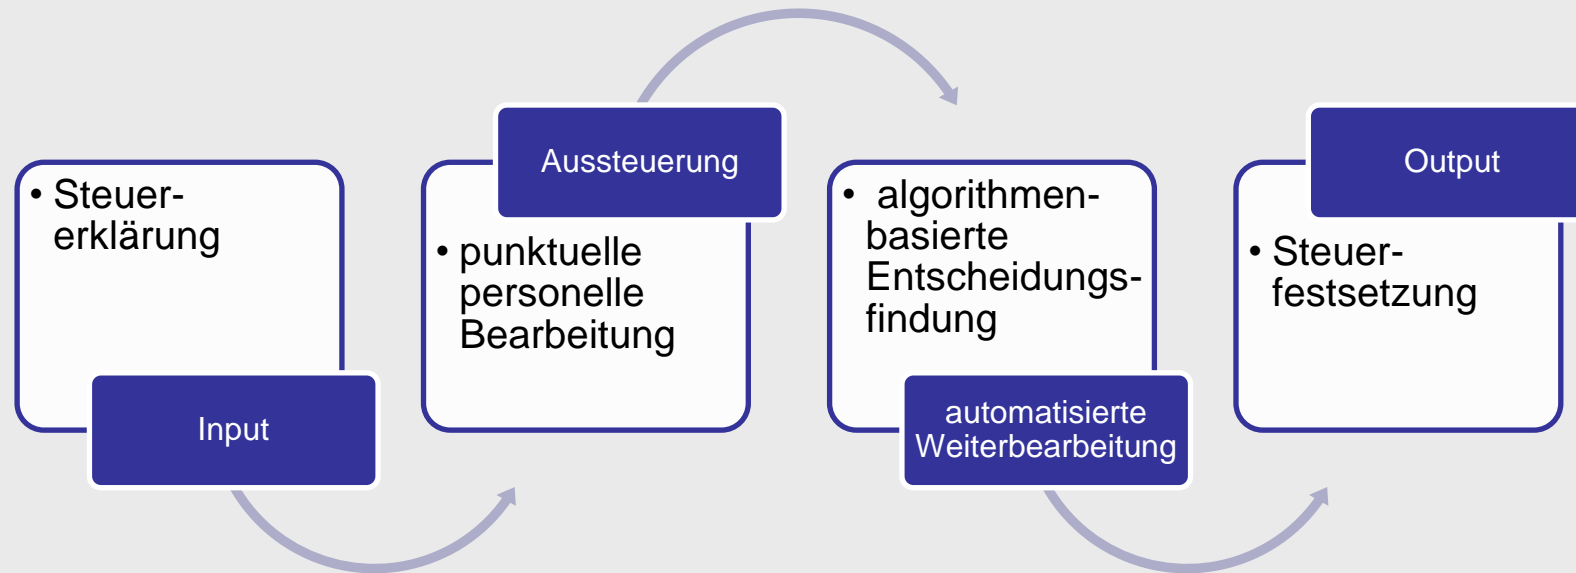 • Steuer-
erklärung
Input
Aussteuerung
• punktuelle
personelle
Bearbeitung
• algorithmen-
basierte
Entscheidungs-
findung
automatisierte
Weiterbearbeitung
Output
• Steuer-
festsetzung